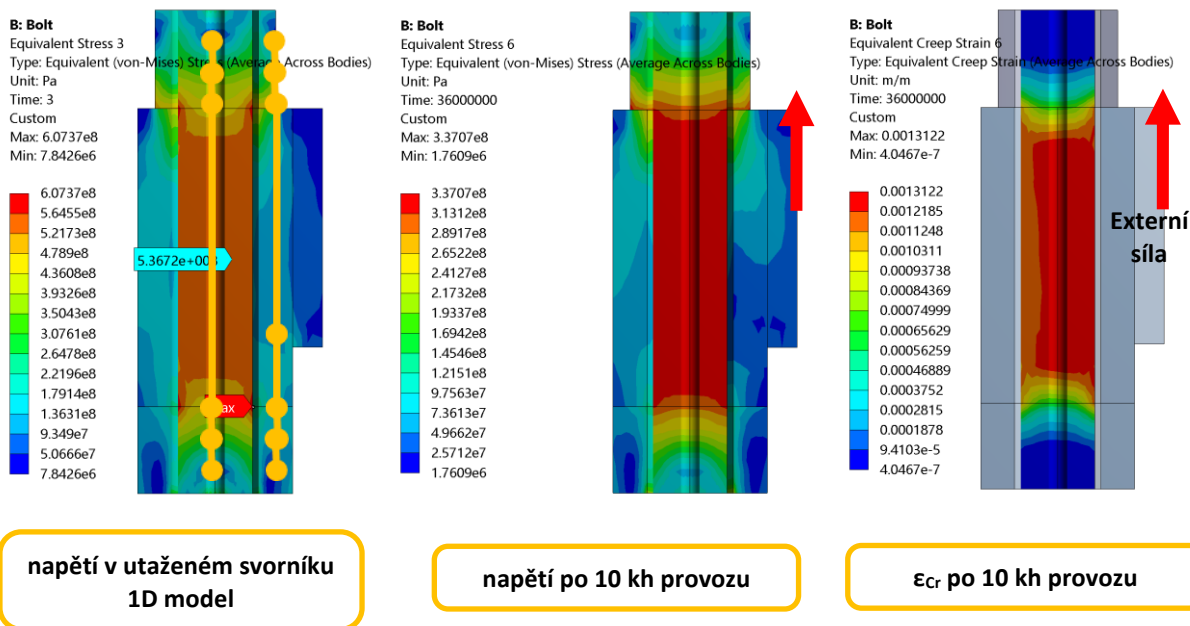 B: Bolt
Equivalent Stress 3
Type: Equivalent (von-Mises) Stress (Average Across Bodies)
Unit: Pa
Time: 3
Custom
Max: 6.0737e8
Min: 7.8426e6
6.0737e8
5.6455e8
5.2173e8
4.789e8
4.3608e8
3.9326e8
3.5043e8
3.0761e8
2.6478e8
2.2196e8
1.7914e8
1.3631e8
9.349e7
5.0666e7
7.8426e6
5.3672e+00
ax
napětí v utaženém svorníku
1D model
B: Bolt
Equivalent Stress 6
Type: Equivalent (von-Mises) Stress (Average Across Bodies)
Unit: Pa
Time: 36000000
Custom
Max: 3.3707e8
Min: 1.7609e6
3.3707e8
3.1312e8
2.8917e8
2.6522e8
2.4127e8
2.1732e8
1.9337e8
1.6942e8
1.4546e8
1.2151e8
9.7563e7
7.3613e7
4.9662e7
2.5712e7
1.7609e6
napětí po 10 kh provozu
B: Bolt
Equivalent Creep Strain 6
Type: Equivalent Creep Strain (Average Across Bodies)
Unit: m/m
Time: 36000000
Custom
Max: 0.0013122
Min: 4.0467e-7
0.0013122
0.0012185
0.0011248
0.0010311
0.00093738
0.00084369
0.00074999
0.00065629
0.00056259
0.00046889
0.0003752
0.0002815
0.0001878
9.4103e-5
4.0467e-7
Externí
síla
εCr po 10 kh provozu